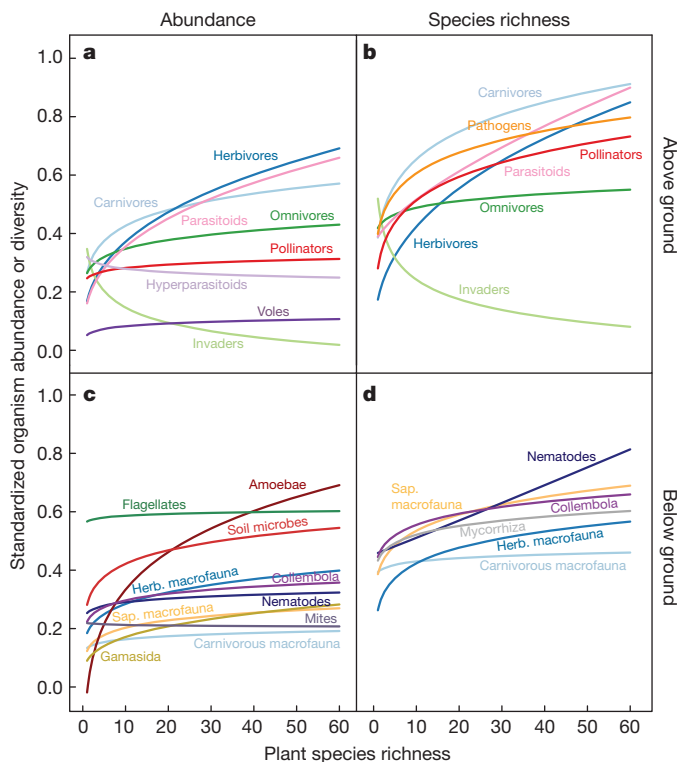 Abundance
Species richness
Standardized organism abundance or diversity
a
1.0
0.8
0.6
0.4
0.2
0.0
Herbivores
Carnivores
Parasitoids
Omnivores
Pollinators
Hyperparasitoids
Voles
Invaders
b
Carnivores
Pathogens
Pollinators
Parasitoids
Omnivores
Herbivores
Invaders
Above ground
c
1.0
0.8
0.6
0.4
0.2
0.0
Amoebae
Flagellates
Soil microbes
Herb. macrofauna
Collembola
Nematodes
Sap. macrofauna
Mites
Carnivorous macrofauna
Gamasida
0 10 20 30 40 50 60
d
Nematodes
Sap.
macrofauna
Collembola
Mycorrhiza
Herb. macrofauna
Carnivorous macrofauna
0 10 20 30 40 50 60
Below ground
Plant species richness